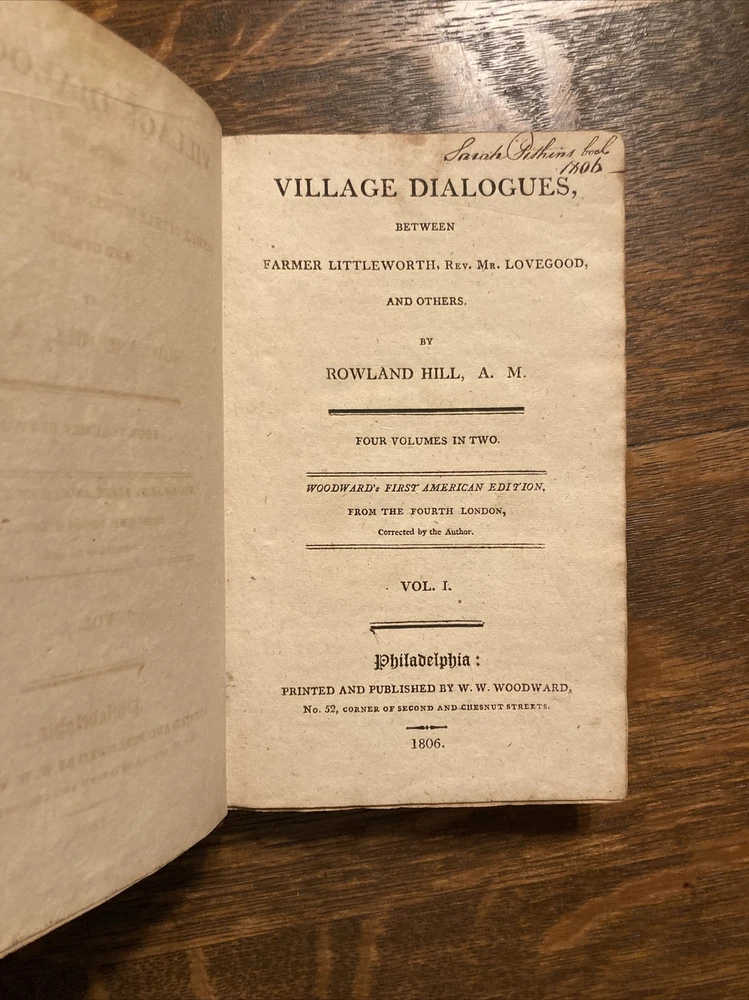 Sarah Pitkins book
1806
VILLAGE DIALOGUES,
BETWEEN
FARMER LITTLEWORTH, REV. MR. LOVEGOOD,
AND OTHERS.
BY
ROWLAND HILL, A. M.
FOUR VOLUMES IN TWO.
WOODWARD's FIRST AMERICAN EDITION,
FROM THE FOURTH LONDON,
Corrected by the Author.
VOL. I.
Philadelphia:
PRINTED AND PUBLISHED BY W. W. WOODWARD,
No. 52, CORNER OF SECOND AND CHESNUT STREETS.
1806.